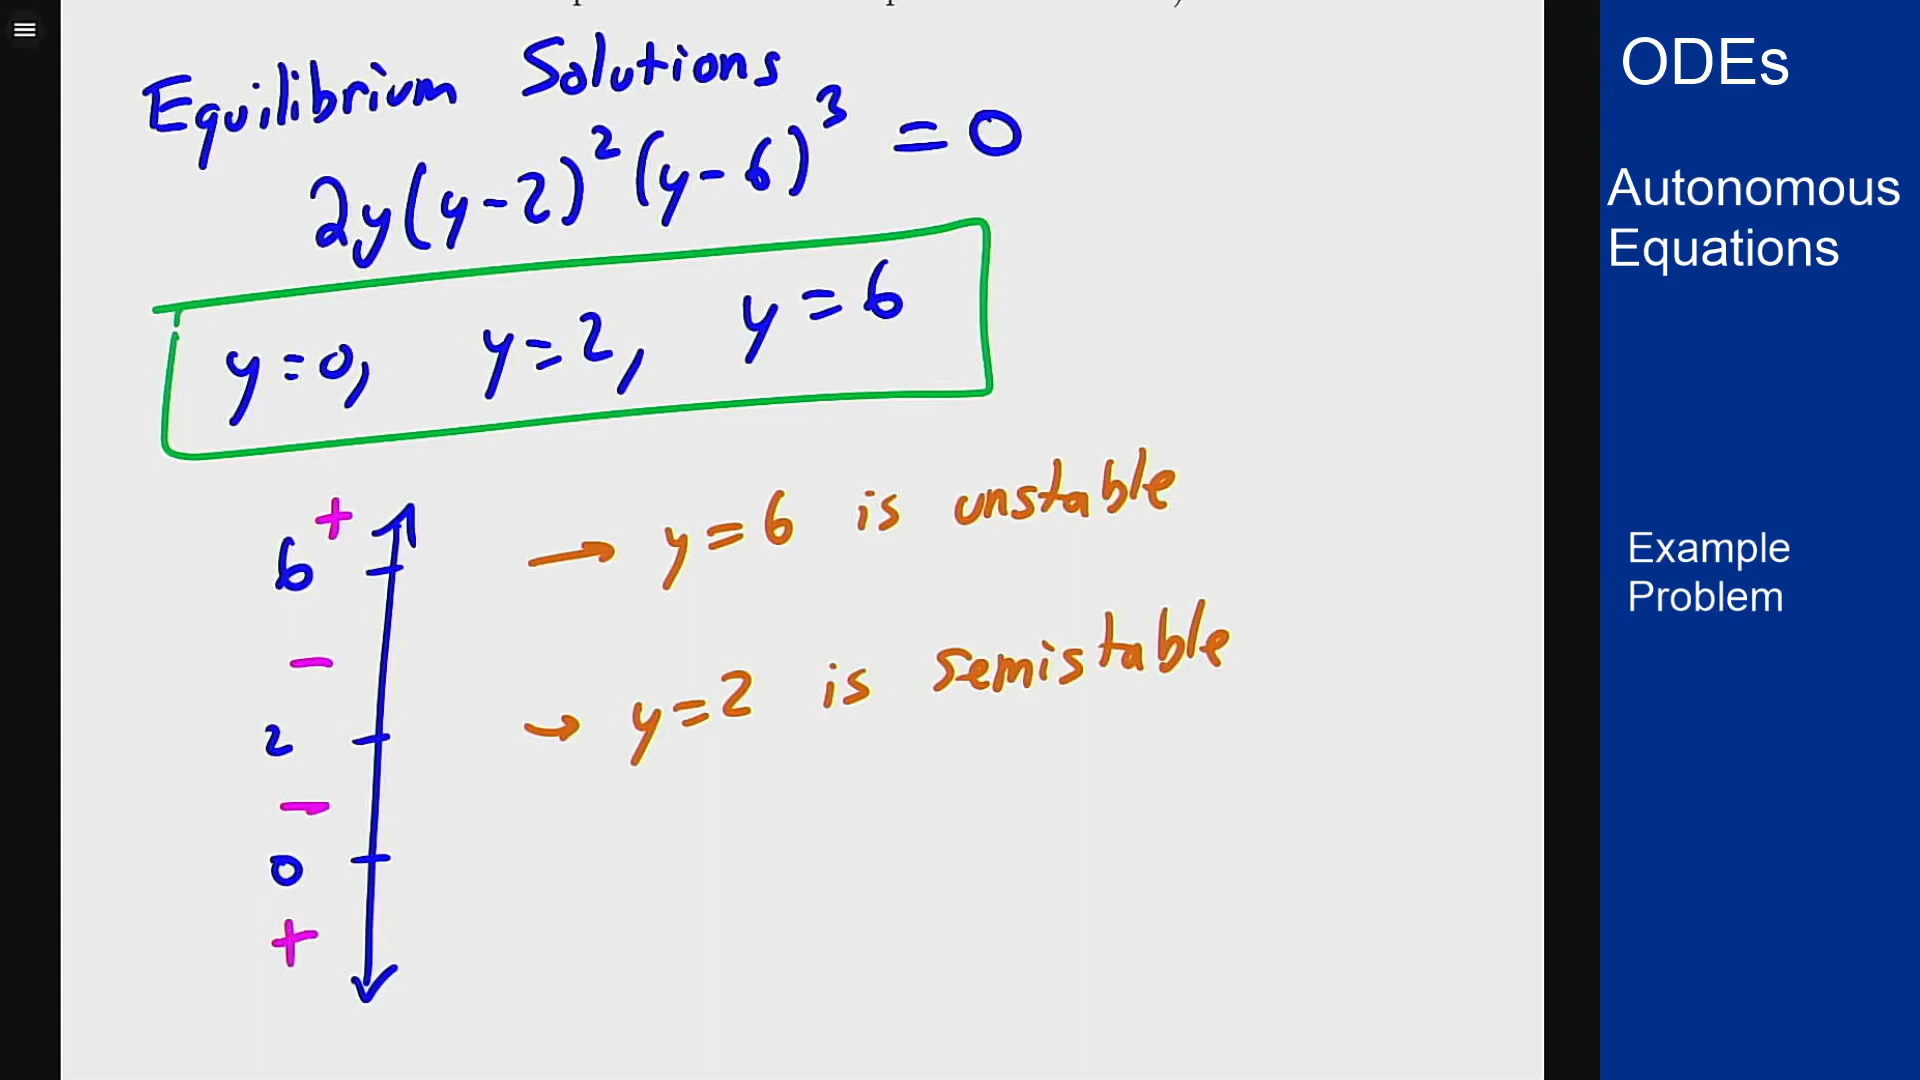 Equilibrium Solutions
2y(y-2)²(y-6)³ = 0
y=0, y=2, y=6
+
6
→ y=6 is unstable
−
2
→ y=2 is semistable
−
0
+
ODEs
Autonomous
Equations
Example
Problem